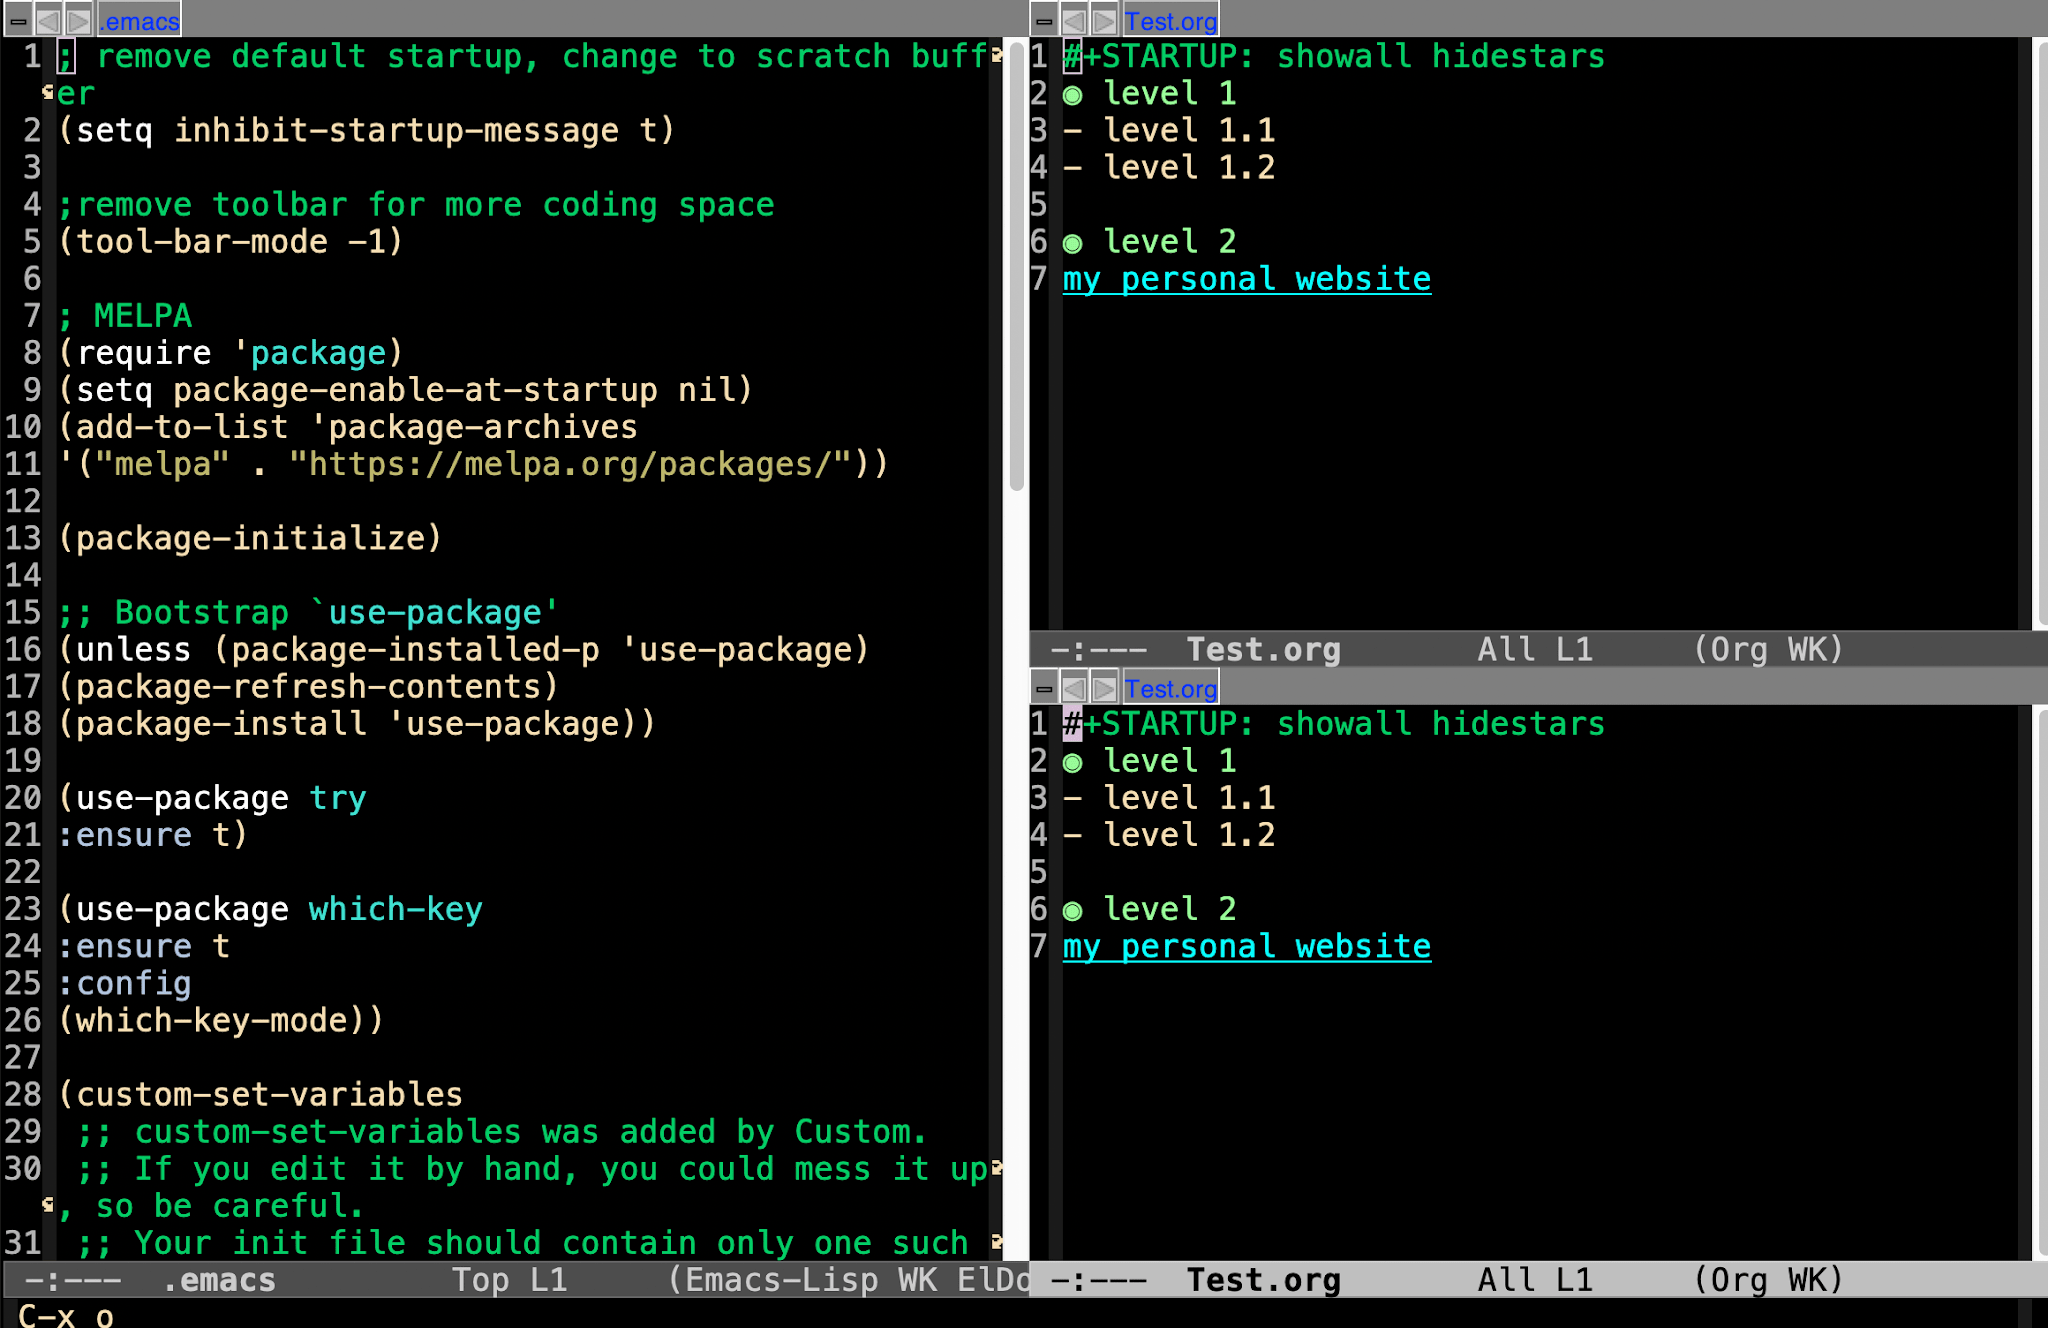 .emacs
1 ; remove default startup, change to scratch buff
er
2 (setq inhibit-startup-message t)
3
4 ;remove toolbar for more coding space
5 (tool-bar-mode -1)
6
7 ; MELPA
8 (require 'package)
9 (setq package-enable-at-startup nil)
10 (add-to-list 'package-archives
11 '("melpa" . "https://melpa.org/packages/"))
12
13 (package-initialize)
14
15 ;; Bootstrap `use-package'
16 (unless (package-installed-p 'use-package)
17 (package-refresh-contents)
18 (package-install 'use-package))
19
20 (use-package try
21 :ensure t)
22
23 (use-package which-key
24 :ensure t
25 :config
26 (which-key-mode))
27
28 (custom-set-variables
29 ;; custom-set-variables was added by Custom.
30 ;; If you edit it by hand, you could mess it up
, so be careful.
31 ;; Your init file should contain only one such
-:--- .emacs Top L1 (Emacs-Lisp WK ElDo
Test.org
1 #+STARTUP: showall hidestars
2 ◉ level 1
3 - level 1.1
4 - level 1.2
5
6 ◉ level 2
7 my personal website
-:--- Test.org All L1 (Org WK)
Test.org
1 #+STARTUP: showall hidestars
2 ◉ level 1
3 - level 1.1
4 - level 1.2
5
6 ◉ level 2
7 my personal website
-:--- Test.org All L1 (Org WK)
C-x o